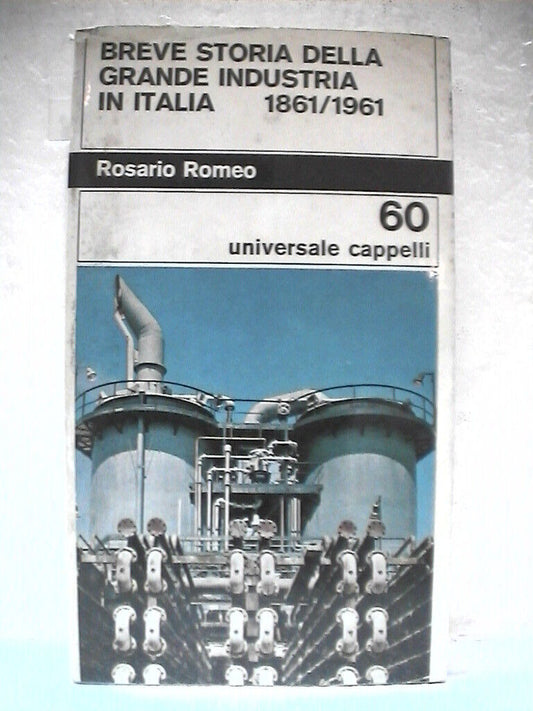 BREVE STORIA DELLA
GRANDE INDUSTRIA
IN ITALIA 1861/1961
Rosario Romeo
60
universale cappelli